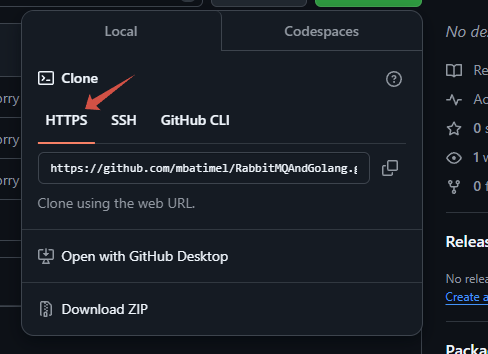 Local
Codespaces
Clone
HTTPS
SSH
GitHub CLI
https://github.com/mbatimel/RabbitMQAndGolang.g
Clone using the web URL.
Open with GitHub Desktop
Download ZIP
orry
orry
orry
No de
Re
Ac
0 s
1 w
0 f
Releas
No relea
Create a
Packa